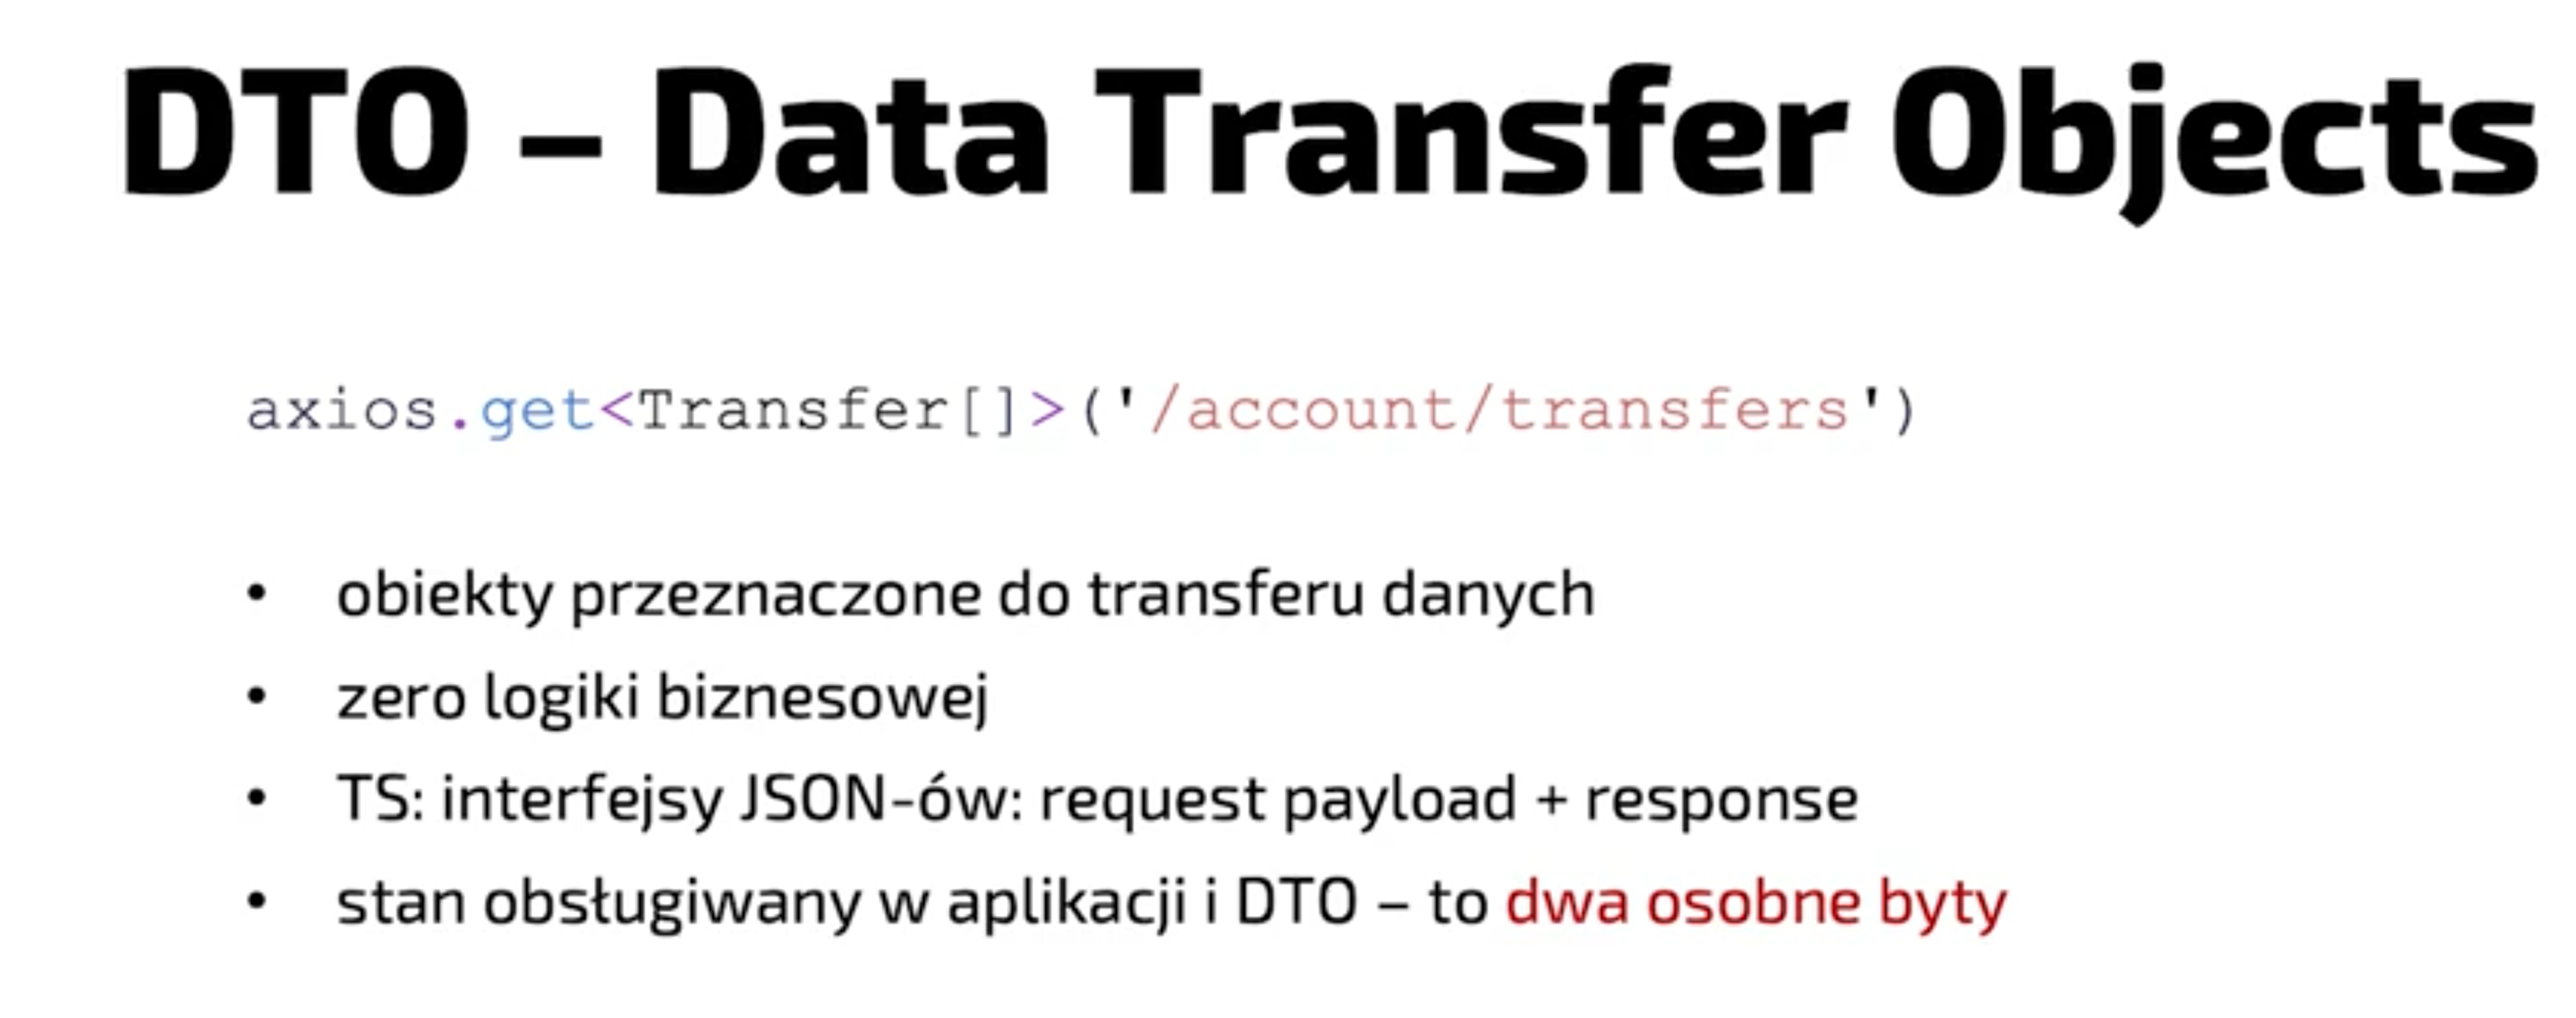 DTO – Data Transfer Objects
axios.get<Transfer[]>('/account/transfers')
• obiekty przeznaczone do transferu danych
• zero logiki biznesowej
• TS: interfejsy JSON-ów: request payload + response
• stan obsługiwany w aplikacji i DTO – to dwa osobne byty